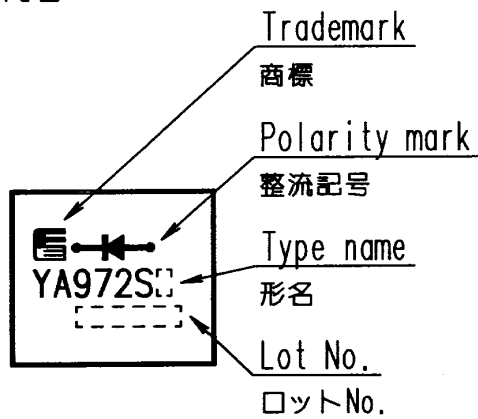 Trademark
商標
Polarity mark
整流記号
YA972S
Type name
形名
Lot No.
ロットNo.